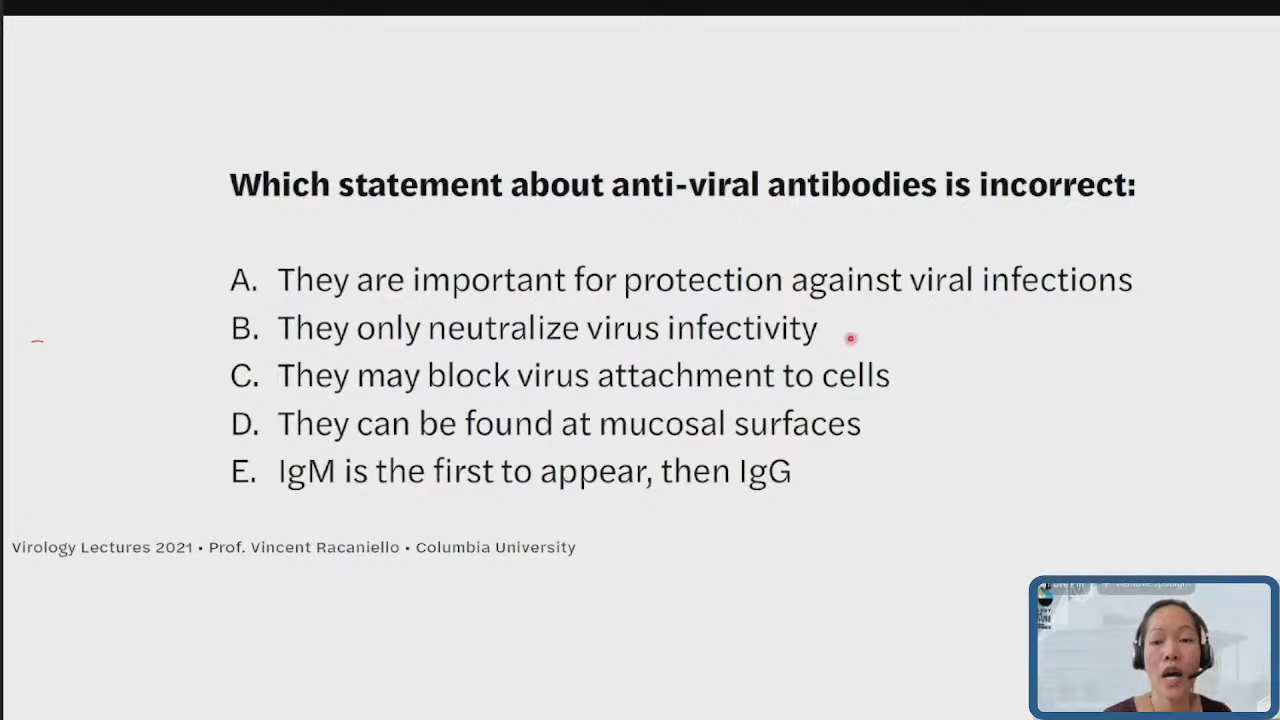 Which statement about anti-viral antibodies is incorrect:
A. They are important for protection against viral infections
B. They only neutralize virus infectivity
C. They may block virus attachment to cells
D. They can be found at mucosal surfaces
E. IgM is the first to appear, then IgG
Virology Lectures 2021 • Prof. Vincent Racaniello • Columbia University